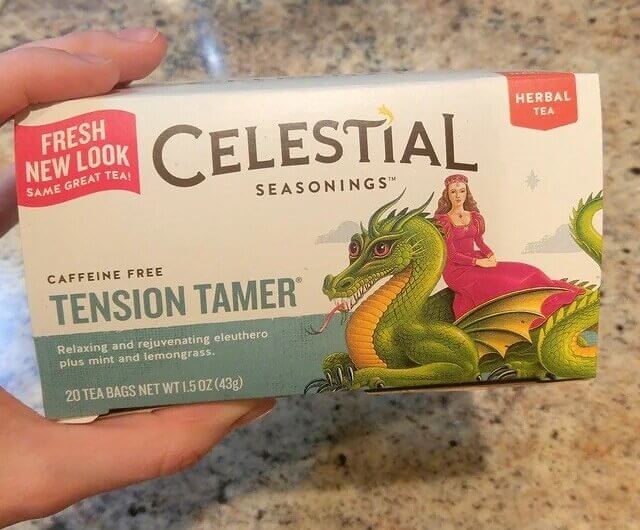 FRESH
NEW LOOK
SAME GREAT TEA!
CELESTIAL
SEASONINGS™
HERBAL
TEA
CAFFEINE FREE
TENSION TAMER®
Relaxing and rejuvenating eleuthero
plus mint and lemongrass.
20 TEA BAGS NET WT 1.5 OZ (43g)